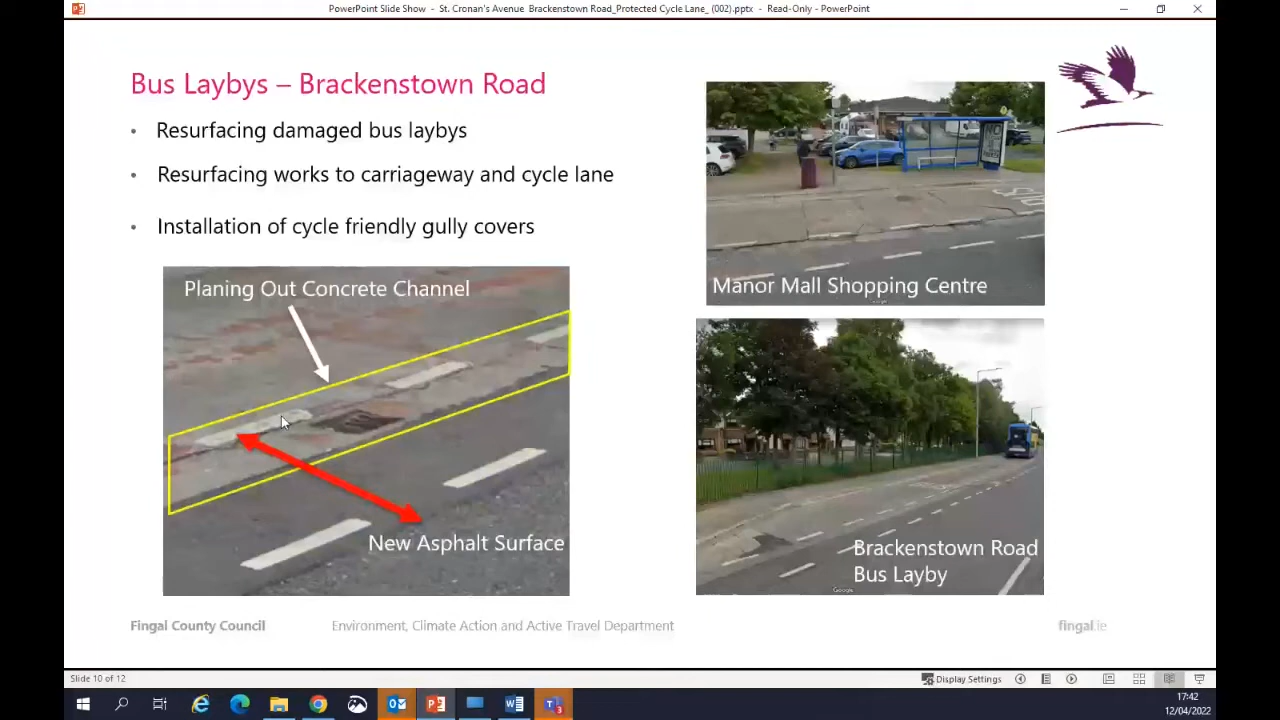 PowerPoint Slide Show - St. Cronan's Avenue Brackenstown Road_Protected Cycle Lane_ (002).pptx - Read-Only - PowerPoint
Bus Laybys – Brackenstown Road
• Resurfacing damaged bus laybys
• Resurfacing works to carriageway and cycle lane
• Installation of cycle friendly gully covers
Planing Out Concrete Channel
New Asphalt Surface
NO
Manor Mall Shopping Centre
Brackenstown Road
Bus Layby
Google
Fingal County Council
Environment, Climate Action and Active Travel Department
fingal.ie
Slide 10 of 12
Display Settings
3
17:42
12/04/2022